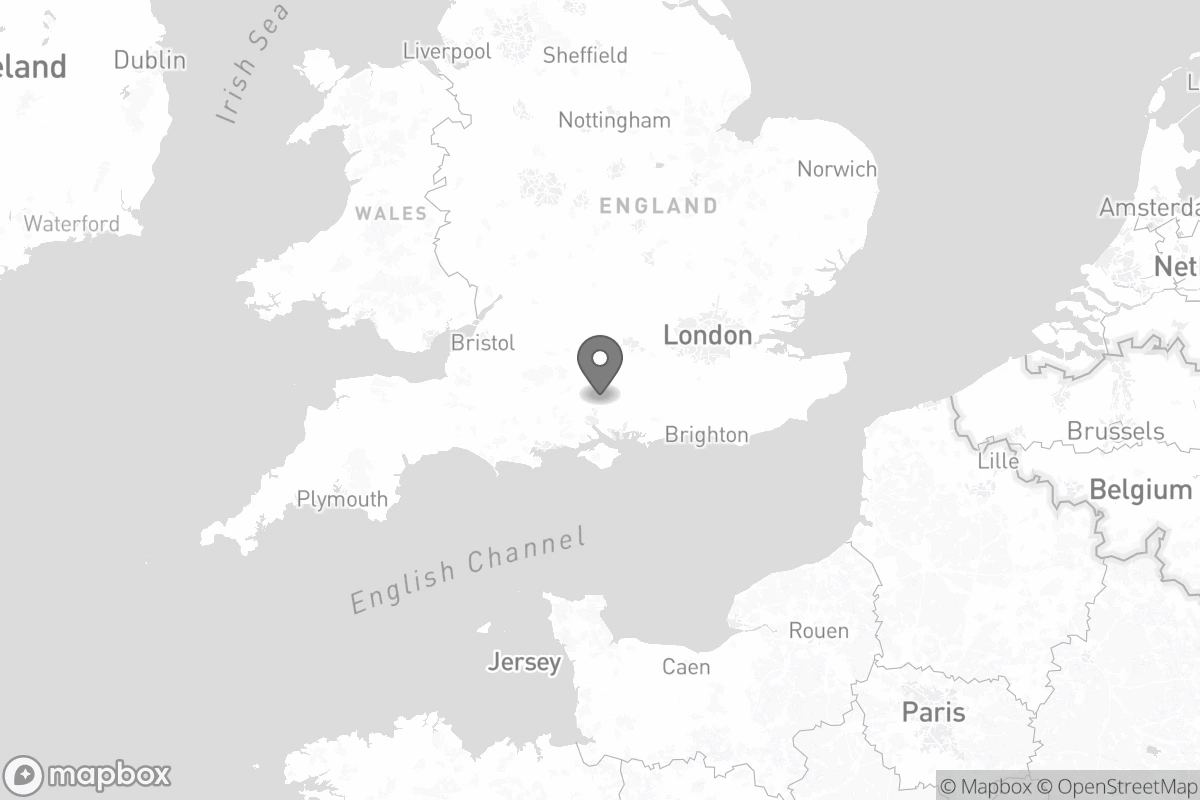 eland
Dublin
Irish Sea
Liverpool
Sheffield
Nottingham
Norwich
Waterford
WALES
ENGLAND
Amsterda
Neth
L
Bristol
London
Brighton
Plymouth
Brussels
Lille
Belgium
English Channel
Jersey
Caen
Rouen
Paris
mapbox
© Mapbox © OpenStreetMap